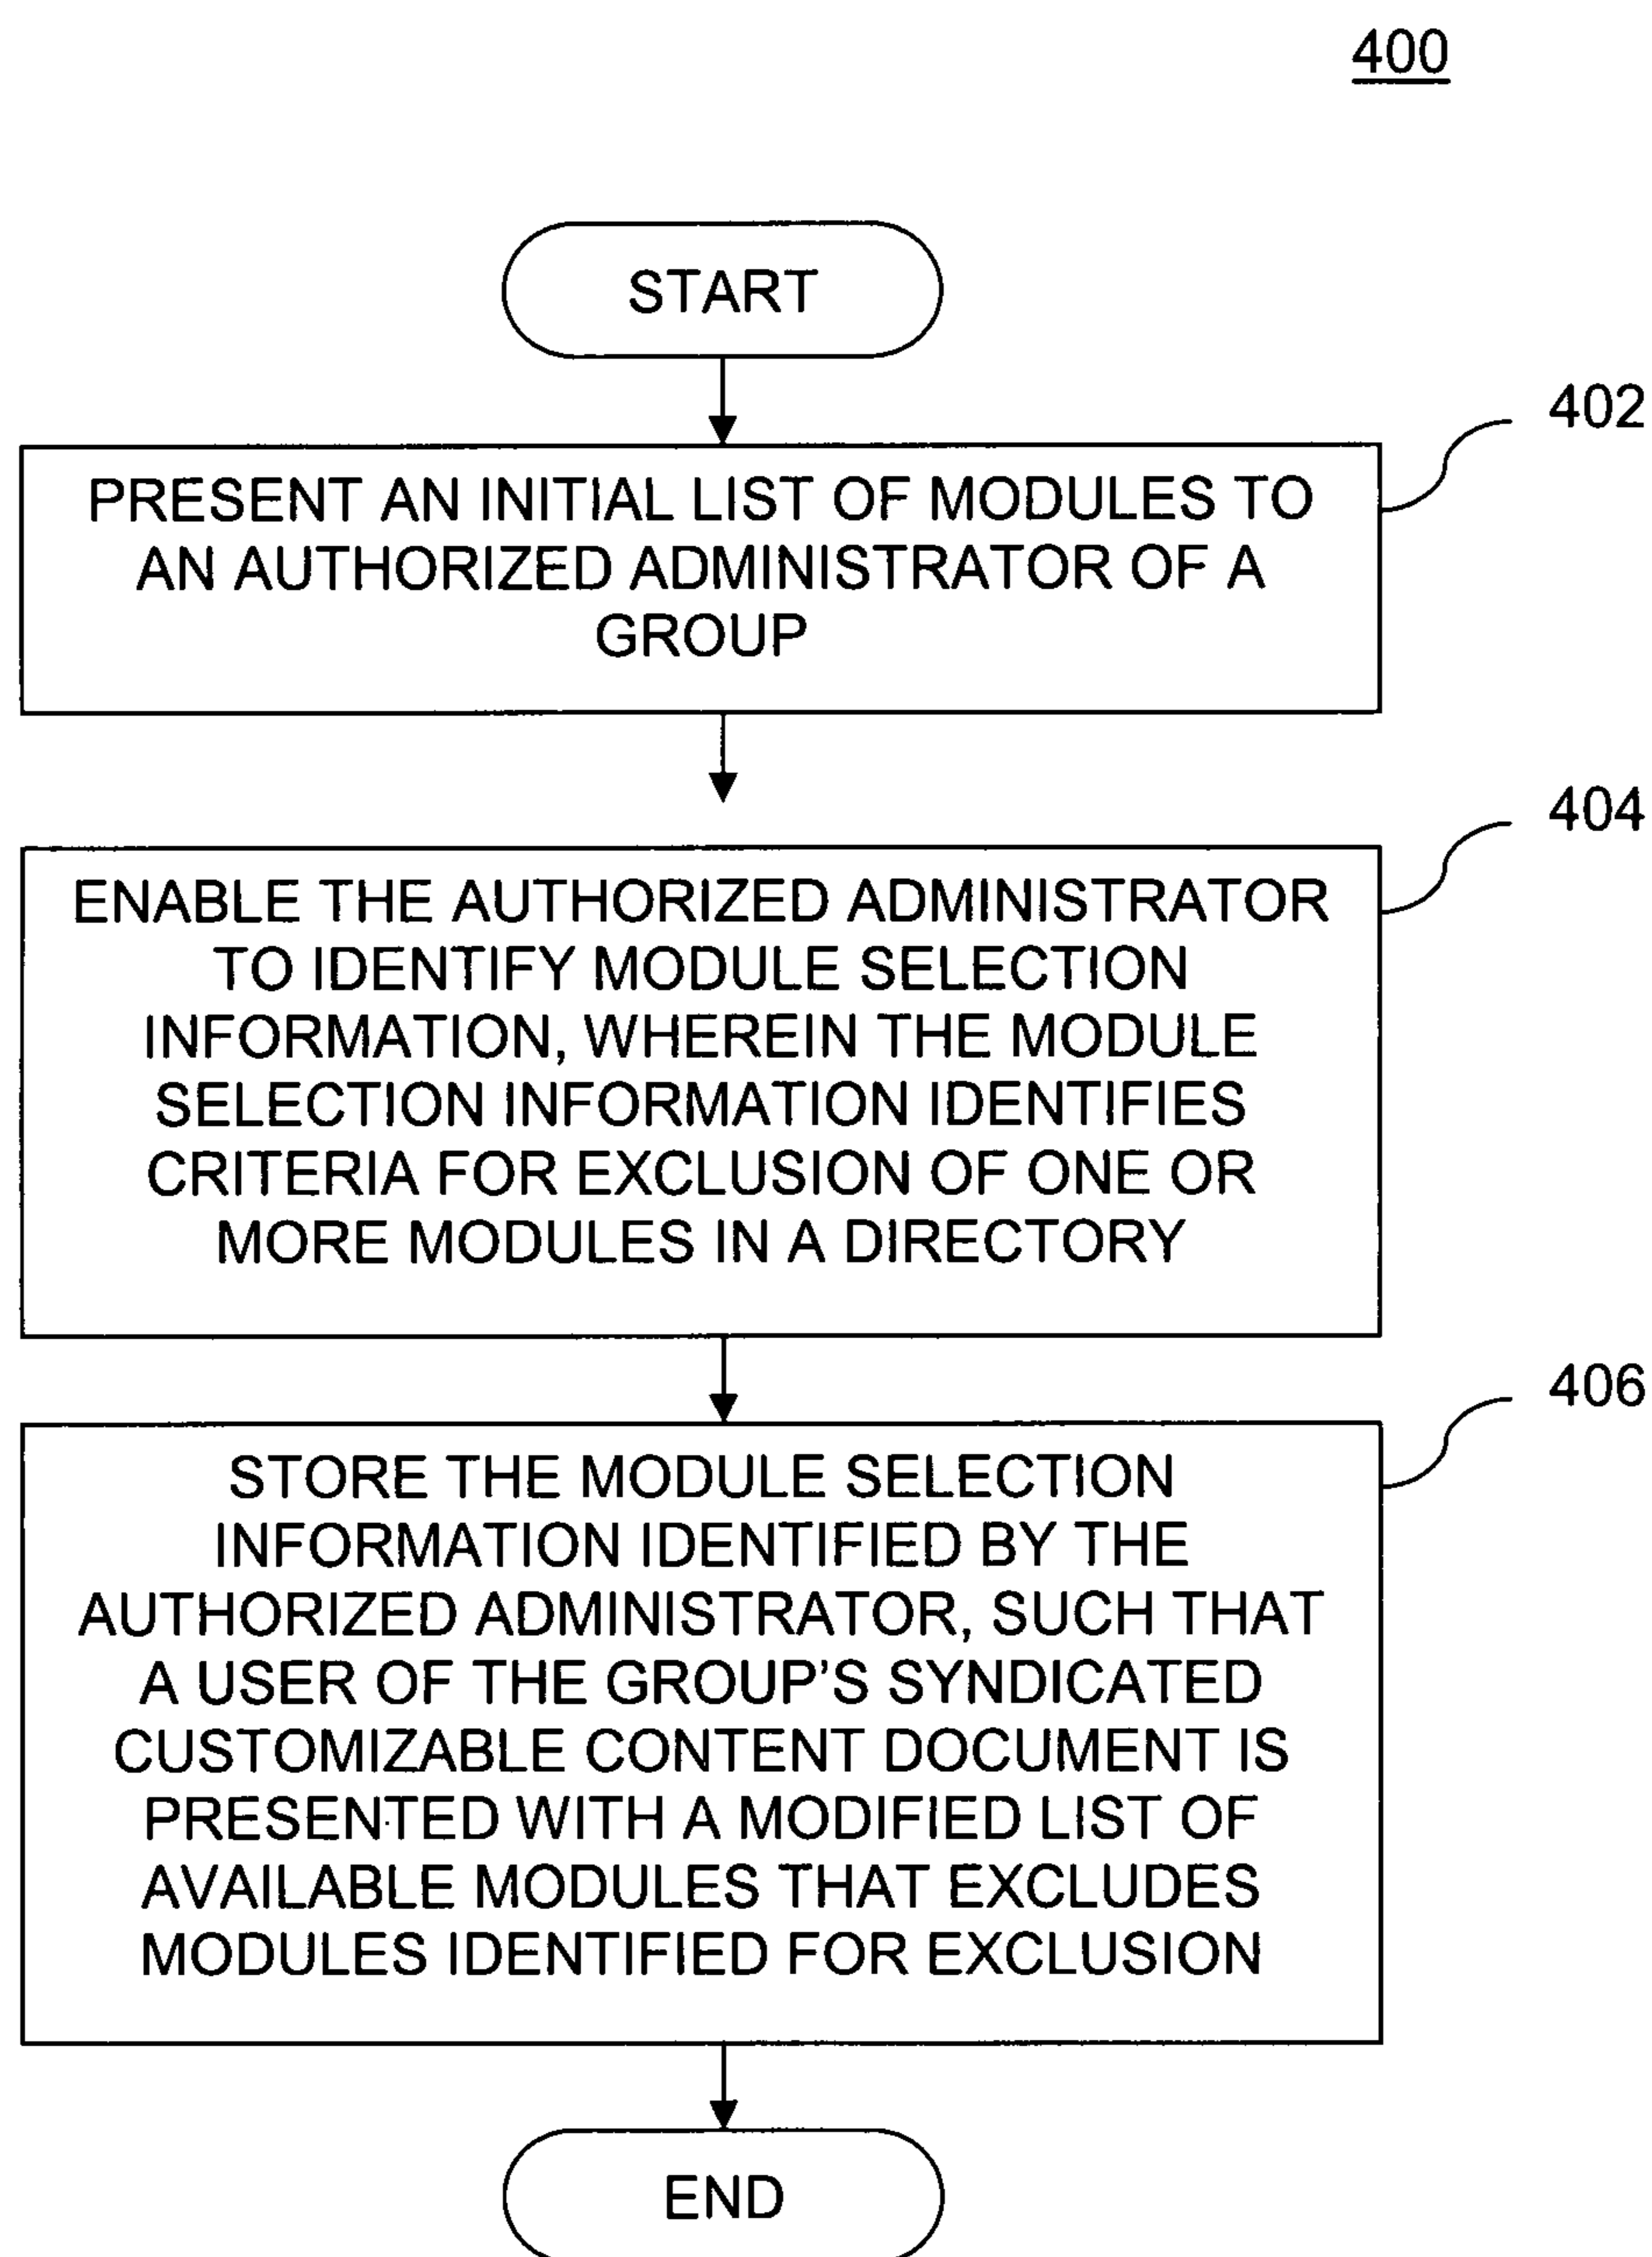 400
START
402
PRESENT AN INITIAL LIST OF MODULES TO
AN AUTHORIZED ADMINISTRATOR OF A
GROUP
404
ENABLE THE AUTHORIZED ADMINISTRATOR
TO IDENTIFY MODULE SELECTION
INFORMATION, WHEREIN THE MODULE
SELECTION INFORMATION IDENTIFIES
CRITERIA FOR EXCLUSION OF ONE OR
MORE MODULES IN A DIRECTORY
406
STORE THE MODULE SELECTION
INFORMATION IDENTIFIED BY THE
AUTHORIZED ADMINISTRATOR, SUCH THAT
A USER OF THE GROUP'S SYNDICATED
CUSTOMIZABLE CONTENT DOCUMENT IS
PRESENTED WITH A MODIFIED LIST OF
AVAILABLE MODULES THAT EXCLUDES
MODULES IDENTIFIED FOR EXCLUSION
END